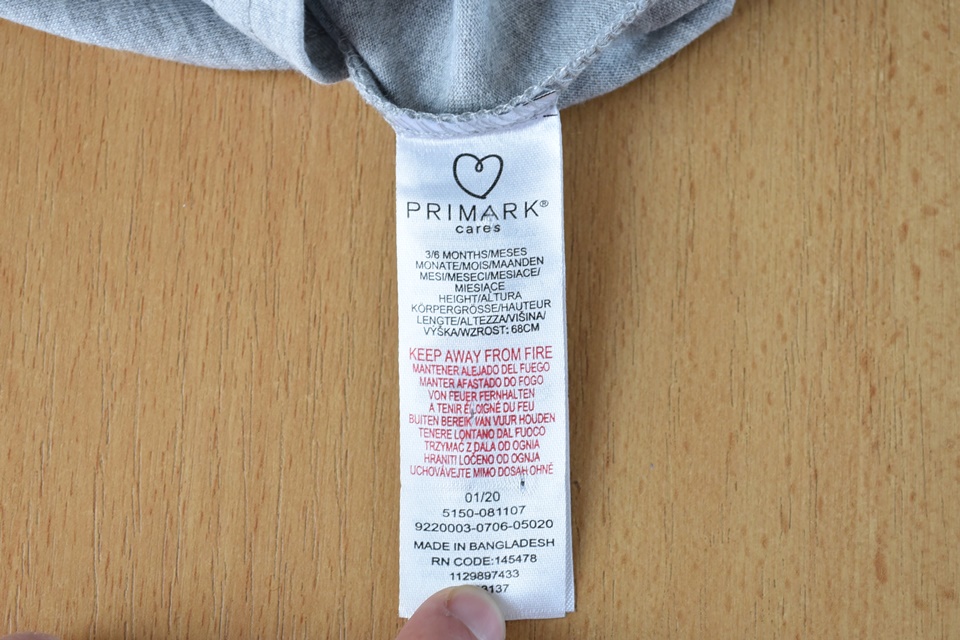 PRIMARK®
cares
3/6 MONTHS/MESES
MONATE/MOIS/MAANDEN
MESI/MESECI/MESIACE/
MIESIĄCE
HEIGHT/ALTURA
KÖRPERGRÖSSE/HAUTEUR
LENGTE/ALTEZZA/VIŠINA/
VÝŠKA/WZROST: 68CM
KEEP AWAY FROM FIRE
MANTENER ALEJADO DEL FUEGO
MANTER AFASTADO DO FOGO
VON FEUER FERNHALTEN
À TENIR ÉLOIGNÉ DU FEU
BUITEN BEREIK VAN VUUR HOUDEN
TENERE LONTANO DAL FUOCO
TRZYMAĆ Z DALA OD OGNIA
HRANITI LOČENO OD OGNJA
UCHOVÁVEJTE MIMO DOSAH OHNĚ
01/20
5150-081107
9220003-0706-05020
MADE IN BANGLADESH
RN CODE:145478
1129897433